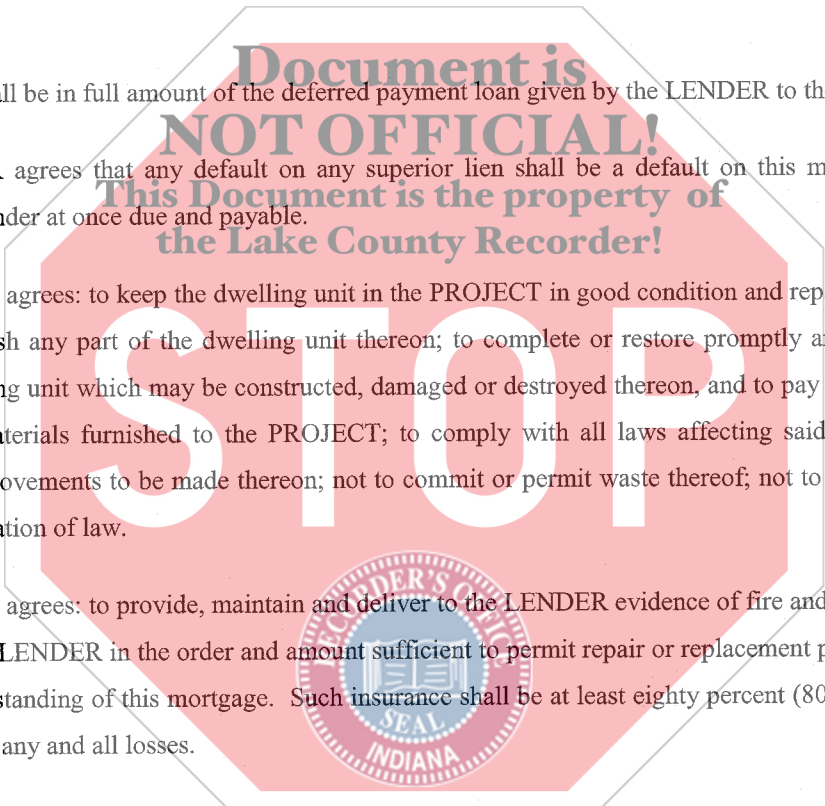 Document is
ll be in full amount of the deferred payment loan given by the LENDER to th
NOT OFFICIAL!
agrees that any default on any superior lien shall be a default on this m
This Document is the property of
nder at once due and payable.
the Lake County Recorder!
agrees: to keep the dwelling unit in the PROJECT in good condition and rep
sh any part of the dwelling unit thereon; to complete or restore promptly a
STOP
ng unit which may be constructed, damaged or destroyed thereon, and to pay
terials furnished to the PROJECT; to comply with all laws affecting said
ovements to be made thereon; not to commit or permit waste thereof; not to
ation of law.
RECORDER'S OFFICE
agrees: to provide, maintain and deliver to the LENDER evidence of fire and
LENDER in the order and amount sufficient to permit repair or replacement p
standing of this mortgage. Such insurance shall be at least eighty percent (80
SEAL
any and all losses.
INDIANA